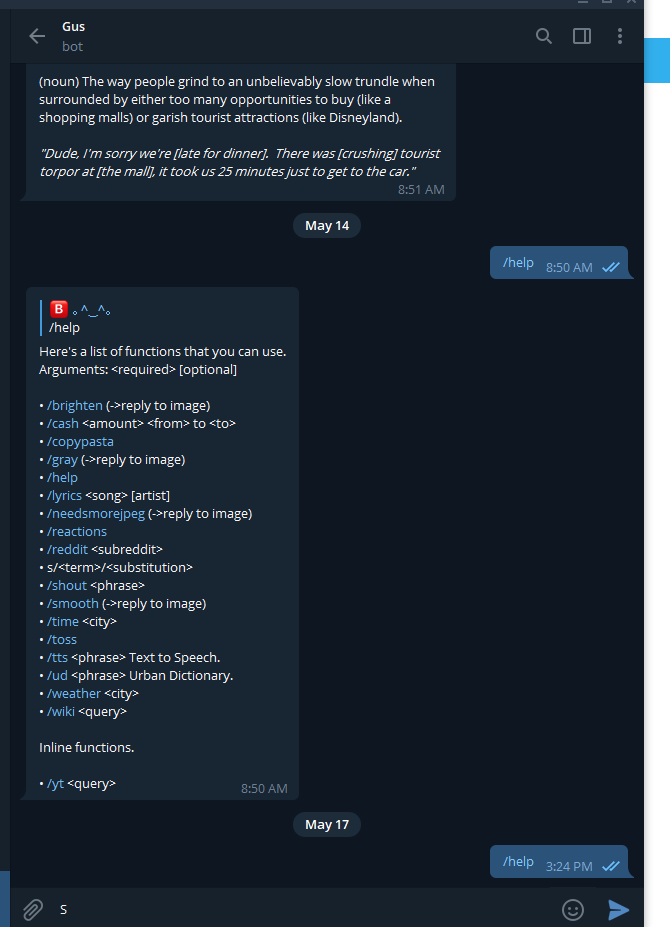 Gus
bot
(noun) The way people grind to an unbelievably slow trundle when
surrounded by either too many opportunities to buy (like a
shopping malls) or garish tourist attractions (like Disneyland).
"Dude, I'm sorry we're [late for dinner].  There was [crushing] tourist
torpor at [the mall], it took us 25 minutes just to get to the car."
8:51 AM
May 14
/help 8:50 AM
🅱 。^‿^。
/help
Here's a list of functions that you can use.
Arguments: <required> [optional]
• /brighten (->reply to image)
• /cash <amount> <from> to <to>
• /copypasta
• /gray (->reply to image)
• /help
• /lyrics <song> [artist]
• /needsmorejpeg (->reply to image)
• /reactions
• /reddit <subreddit>
• s/<term>/<substitution>
• /shout <phrase>
• /smooth (->reply to image)
• /time <city>
• /toss
• /tts <phrase> Text to Speech.
• /ud <phrase> Urban Dictionary.
• /weather <city>
• /wiki <query>
Inline functions.
• /yt <query>
8:50 AM
May 17
/help 3:24 PM
S